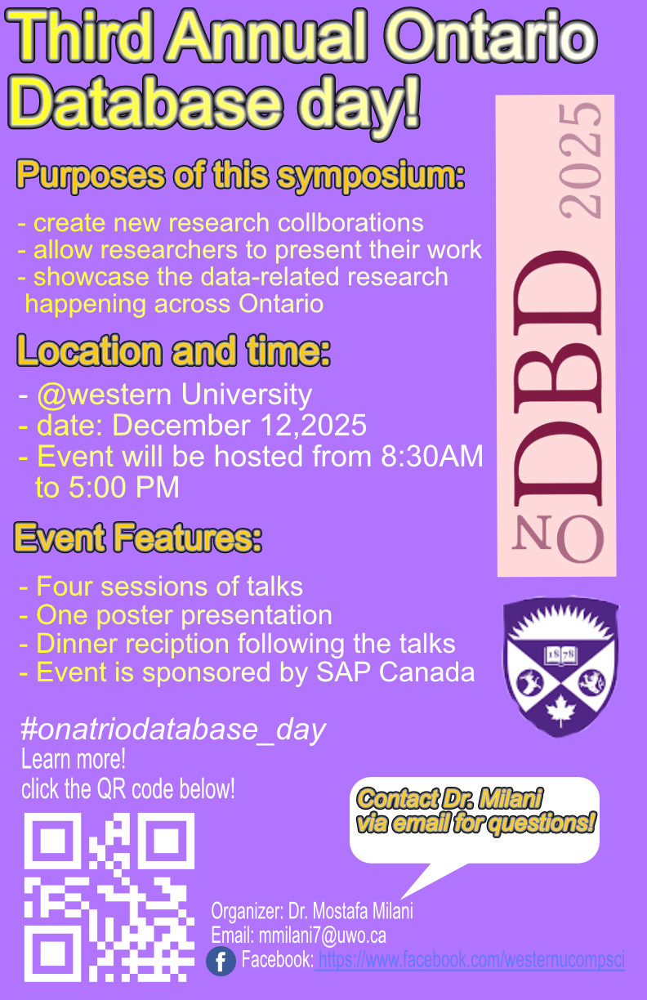 Third Annual Ontario
Database day!
Purposes of this symposium:
- create new research collborations
- allow researchers to present their work
- showcase the data-related research
happening across Ontario
Location and time:
- @western University
- date: December 12,2025
- Event will be hosted from 8:30AM
to 5:00 PM
Event Features:
- Four sessions of talks
- One poster presentation
- Dinner reciption following the talks
- Event is sponsored by SAP Canada
ON
DBD
2025
1878
#onatriodatabase_day
Learn more!
click the QR code below!
Contact Dr. Milani
via email for questions!
Organizer: Dr. Mostafa Milani
Email: mmilani7@uwo.ca
f Facebook: https://www.facebook.com/westernucompsci